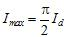 I_max = π/2 I_d